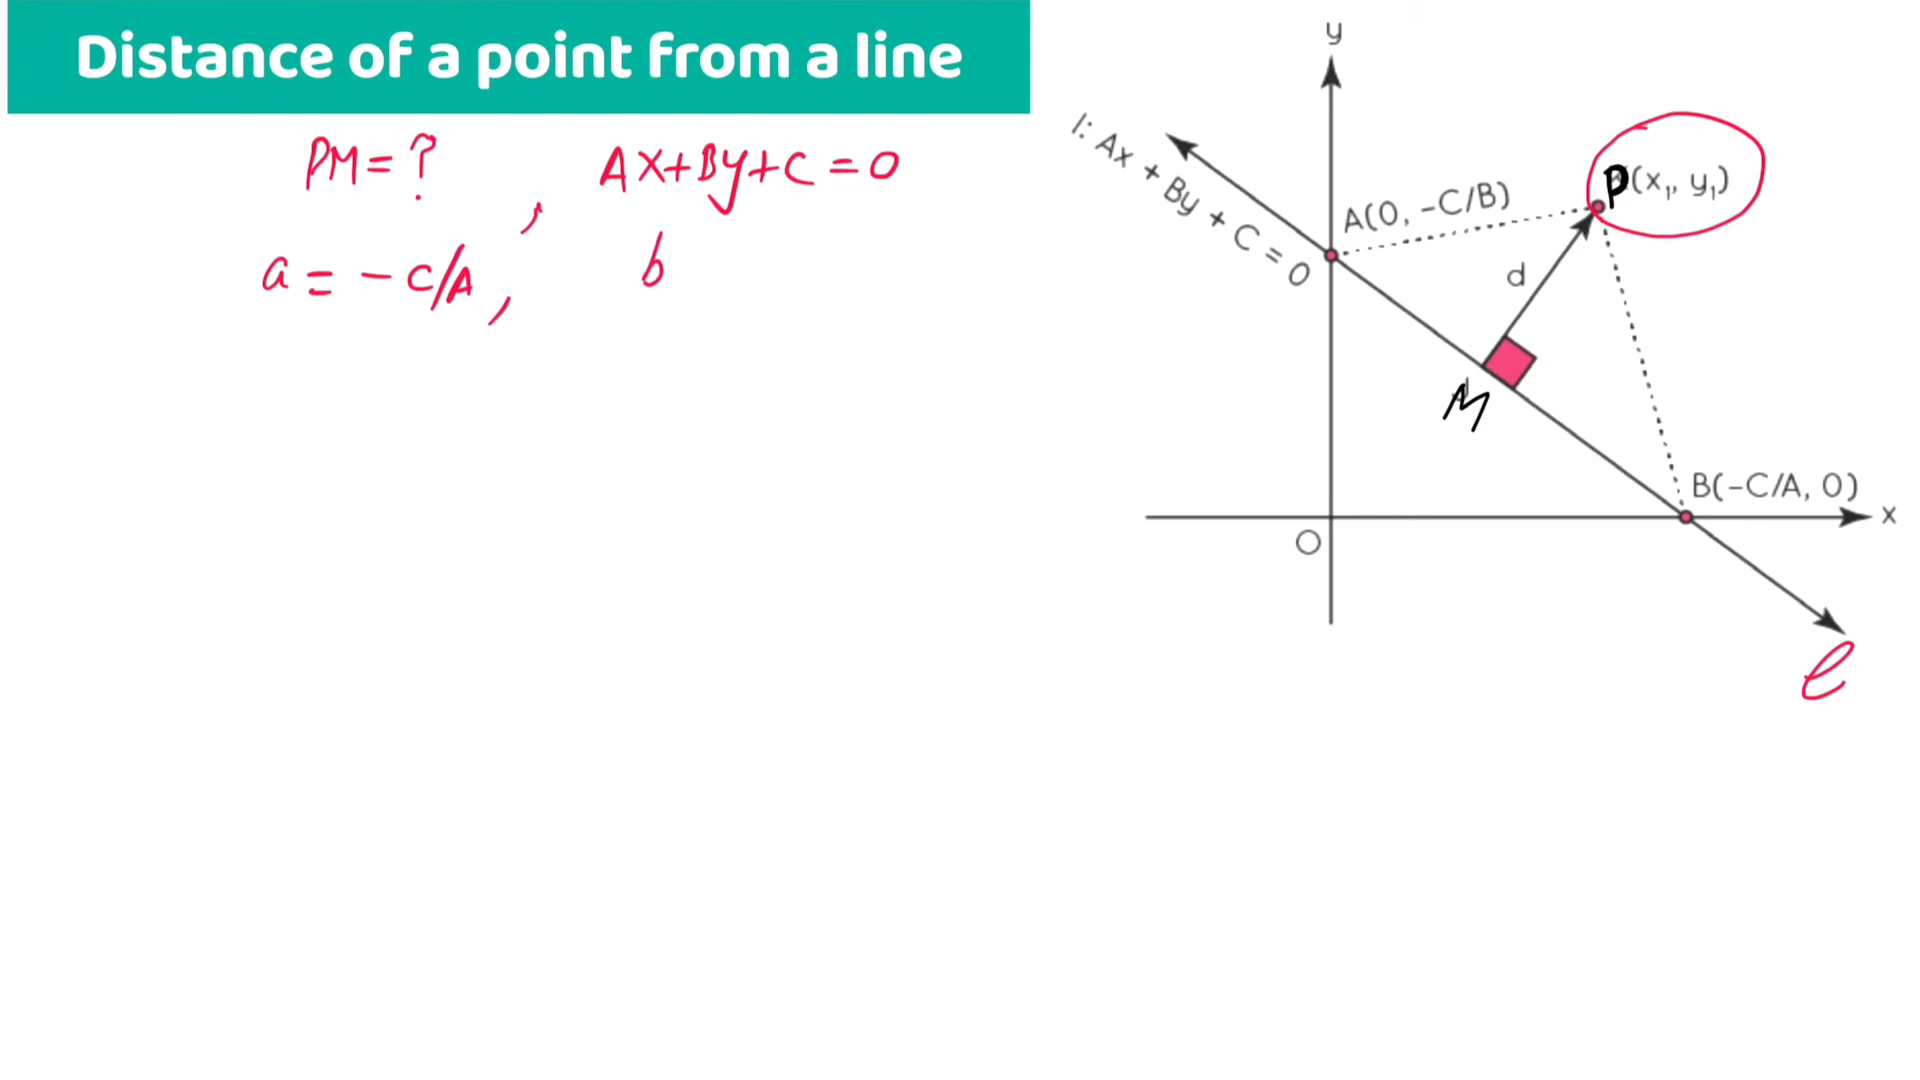 Distance of a point from a line
PM = ? , Ax+By+C = 0
a = -C/A, b
y
l: Ax + By + C = 0
A(0, -C/B)
P(x₁, y₁)
d
M
B(-C/A, 0)
x
O
l